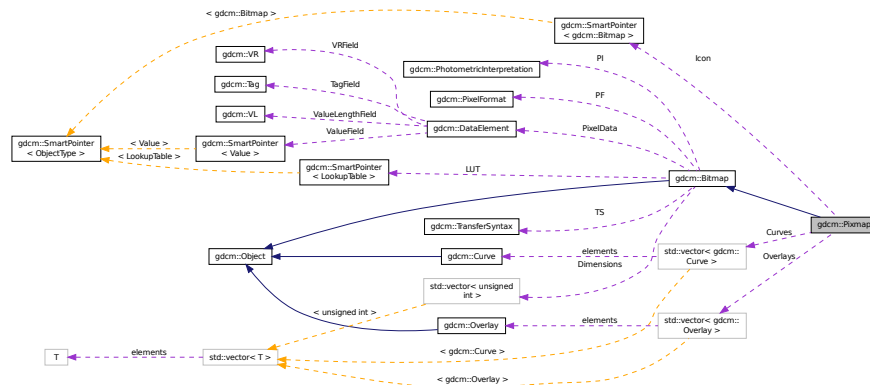 < gdcm::Bitmap >
gdcm::SmartPointer
< gdcm::Bitmap >
VRField
gdcm::VR
PI
Icon
gdcm::PhotometricInterpretation
TagField
gdcm::Tag
PF
gdcm::PixelFormat
ValueLengthField
gdcm::VL
gdcm::DataElement
PixelData
ValueField
gdcm::SmartPointer
< ObjectType >
< Value >
gdcm::SmartPointer
< Value >
< LookupTable >
gdcm::SmartPointer
< LookupTable >
LUT
gdcm::Bitmap
TS
gdcm::TransferSyntax
gdcm::Pixmap
Curves
gdcm::Object
gdcm::Curve
elements
Dimensions
std::vector< gdcm::
Curve >
Overlays
std::vector< unsigned
int >
< unsigned int >
gdcm::Overlay
elements
std::vector< gdcm::
Overlay >
T
elements
std::vector< T >
< gdcm::Curve >
< gdcm::Overlay >